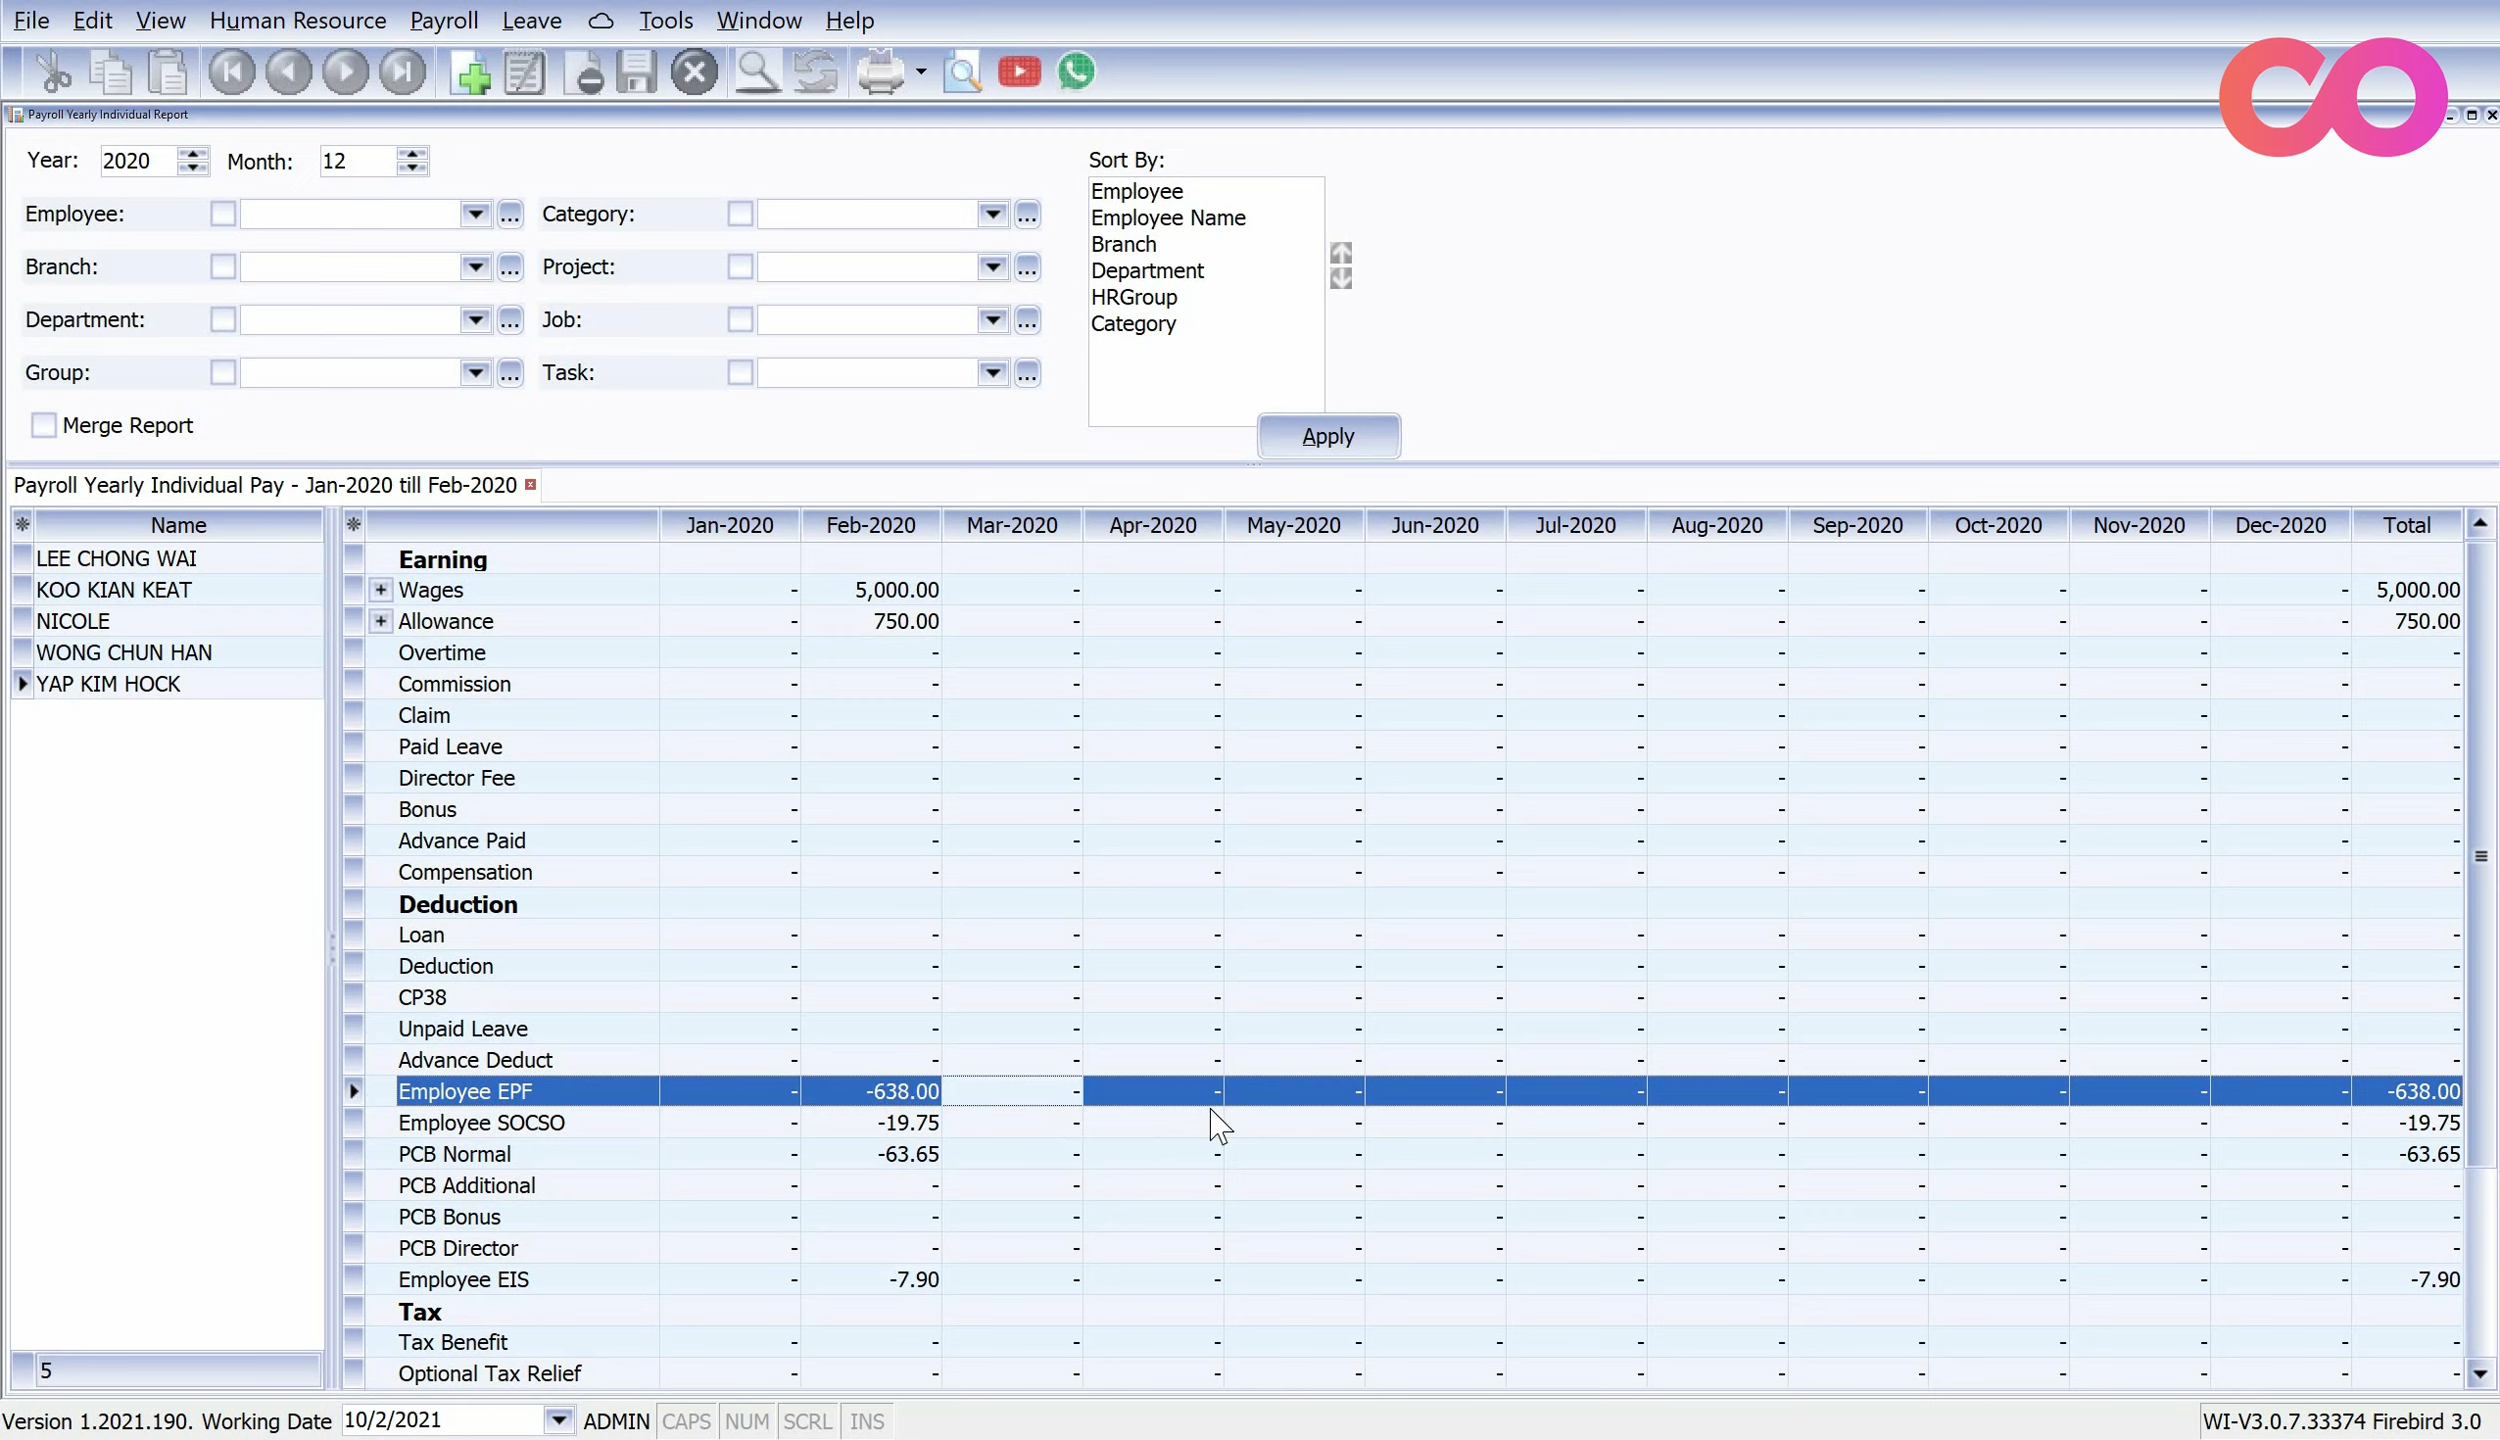 File Edit View Human Resource Payroll Leave Tools Window Help
Payroll Yearly Individual Report
Year: 2020 Month: 12 Sort By:
Employee: ... Category: ... Employee
Employee Name
Branch: ... Project: ... Branch
Department
Department: ... Job: ... HRGroup
Category
Group: ... Task: ...
Merge Report Apply
Payroll Yearly Individual Pay - Jan-2020 till Feb-2020
Name Jan-2020 Feb-2020 Mar-2020 Apr-2020 May-2020 Jun-2020 Jul-2020 Aug-2020 Sep-2020 Oct-2020 Nov-2020 Dec-2020 Total
LEE CHONG WAI Earning
KOO KIAN KEAT + Wages - 5,000.00 - - - - - - - - - - 5,000.00
NICOLE + Allowance - 750.00 - - - - - - - - - - 750.00
WONG CHUN HAN Overtime - - - - - - - - - - - - -
YAP KIM HOCK Commission - - - - - - - - - - - - -
Claim - - - - - - - - - - - - -
Paid Leave - - - - - - - - - - - - -
Director Fee - - - - - - - - - - - - -
Bonus - - - - - - - - - - - - -
Advance Paid - - - - - - - - - - - - -
Compensation - - - - - - - - - - - - -
Deduction
Loan - - - - - - - - - - - - -
Deduction - - - - - - - - - - - - -
CP38 - - - - - - - - - - - - -
Unpaid Leave - - - - - - - - - - - - -
Advance Deduct - - - - - - - - - - - - -
Employee EPF - -638.00 - - - - - - - - - - -638.00
Employee SOCSO - -19.75 - - - - - - - - - - -19.75
PCB Normal - -63.65 - - - - - - - - - - -63.65
PCB Additional - - - - - - - - - - - - -
PCB Bonus - - - - - - - - - - - - -
PCB Director - - - - - - - - - - - - -
Employee EIS - -7.90 - - - - - - - - - - -7.90
Tax
Tax Benefit - - - - - - - - - - - - -
5 Optional Tax Relief - - - - - - - - - - - - -
Version 1.2021.190. Working Date 10/2/2021 ADMIN CAPS NUM SCRL INS WI-V3.0.7.33374 Firebird 3.0